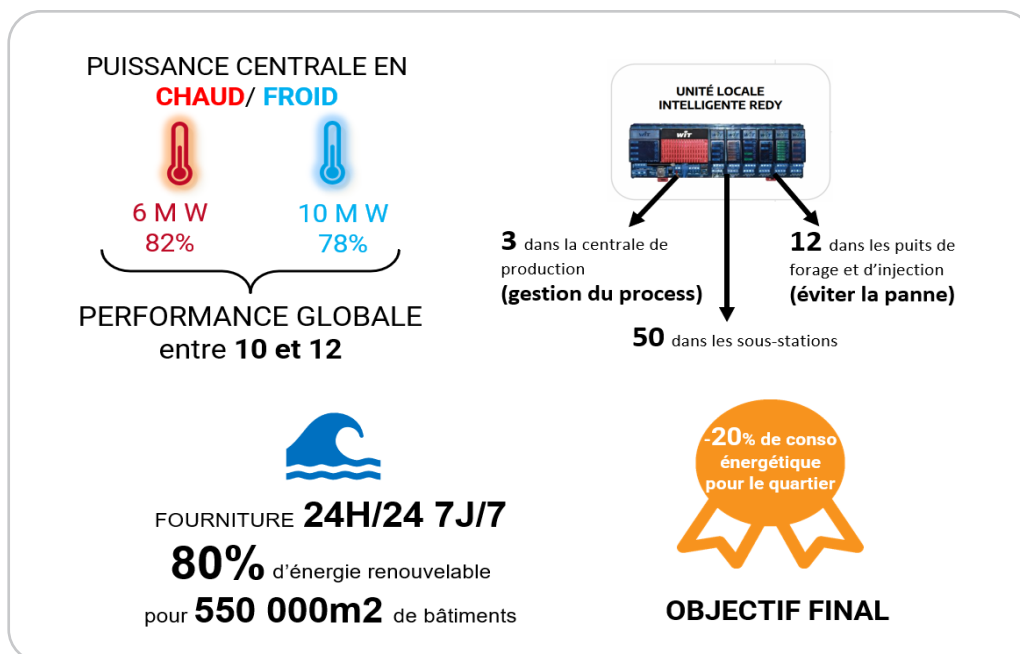 PUISSANCE CENTRALE EN
CHAUD/ FROID
6 M W
82%
10 M W
78%
PERFORMANCE GLOBALE
entre 10 et 12
UNITÉ LOCALE
INTELLIGENTE REDY
WIT
3 dans la centrale de
production
(gestion du process)
12 dans les puits de
forage et d'injection
(éviter la panne)
50 dans les sous-stations
FOURNITURE 24H/24 7J/7
80% d'énergie renouvelable
pour 550 000m2 de bâtiments
-20% de conso
énergétique
pour le quartier
OBJECTIF FINAL